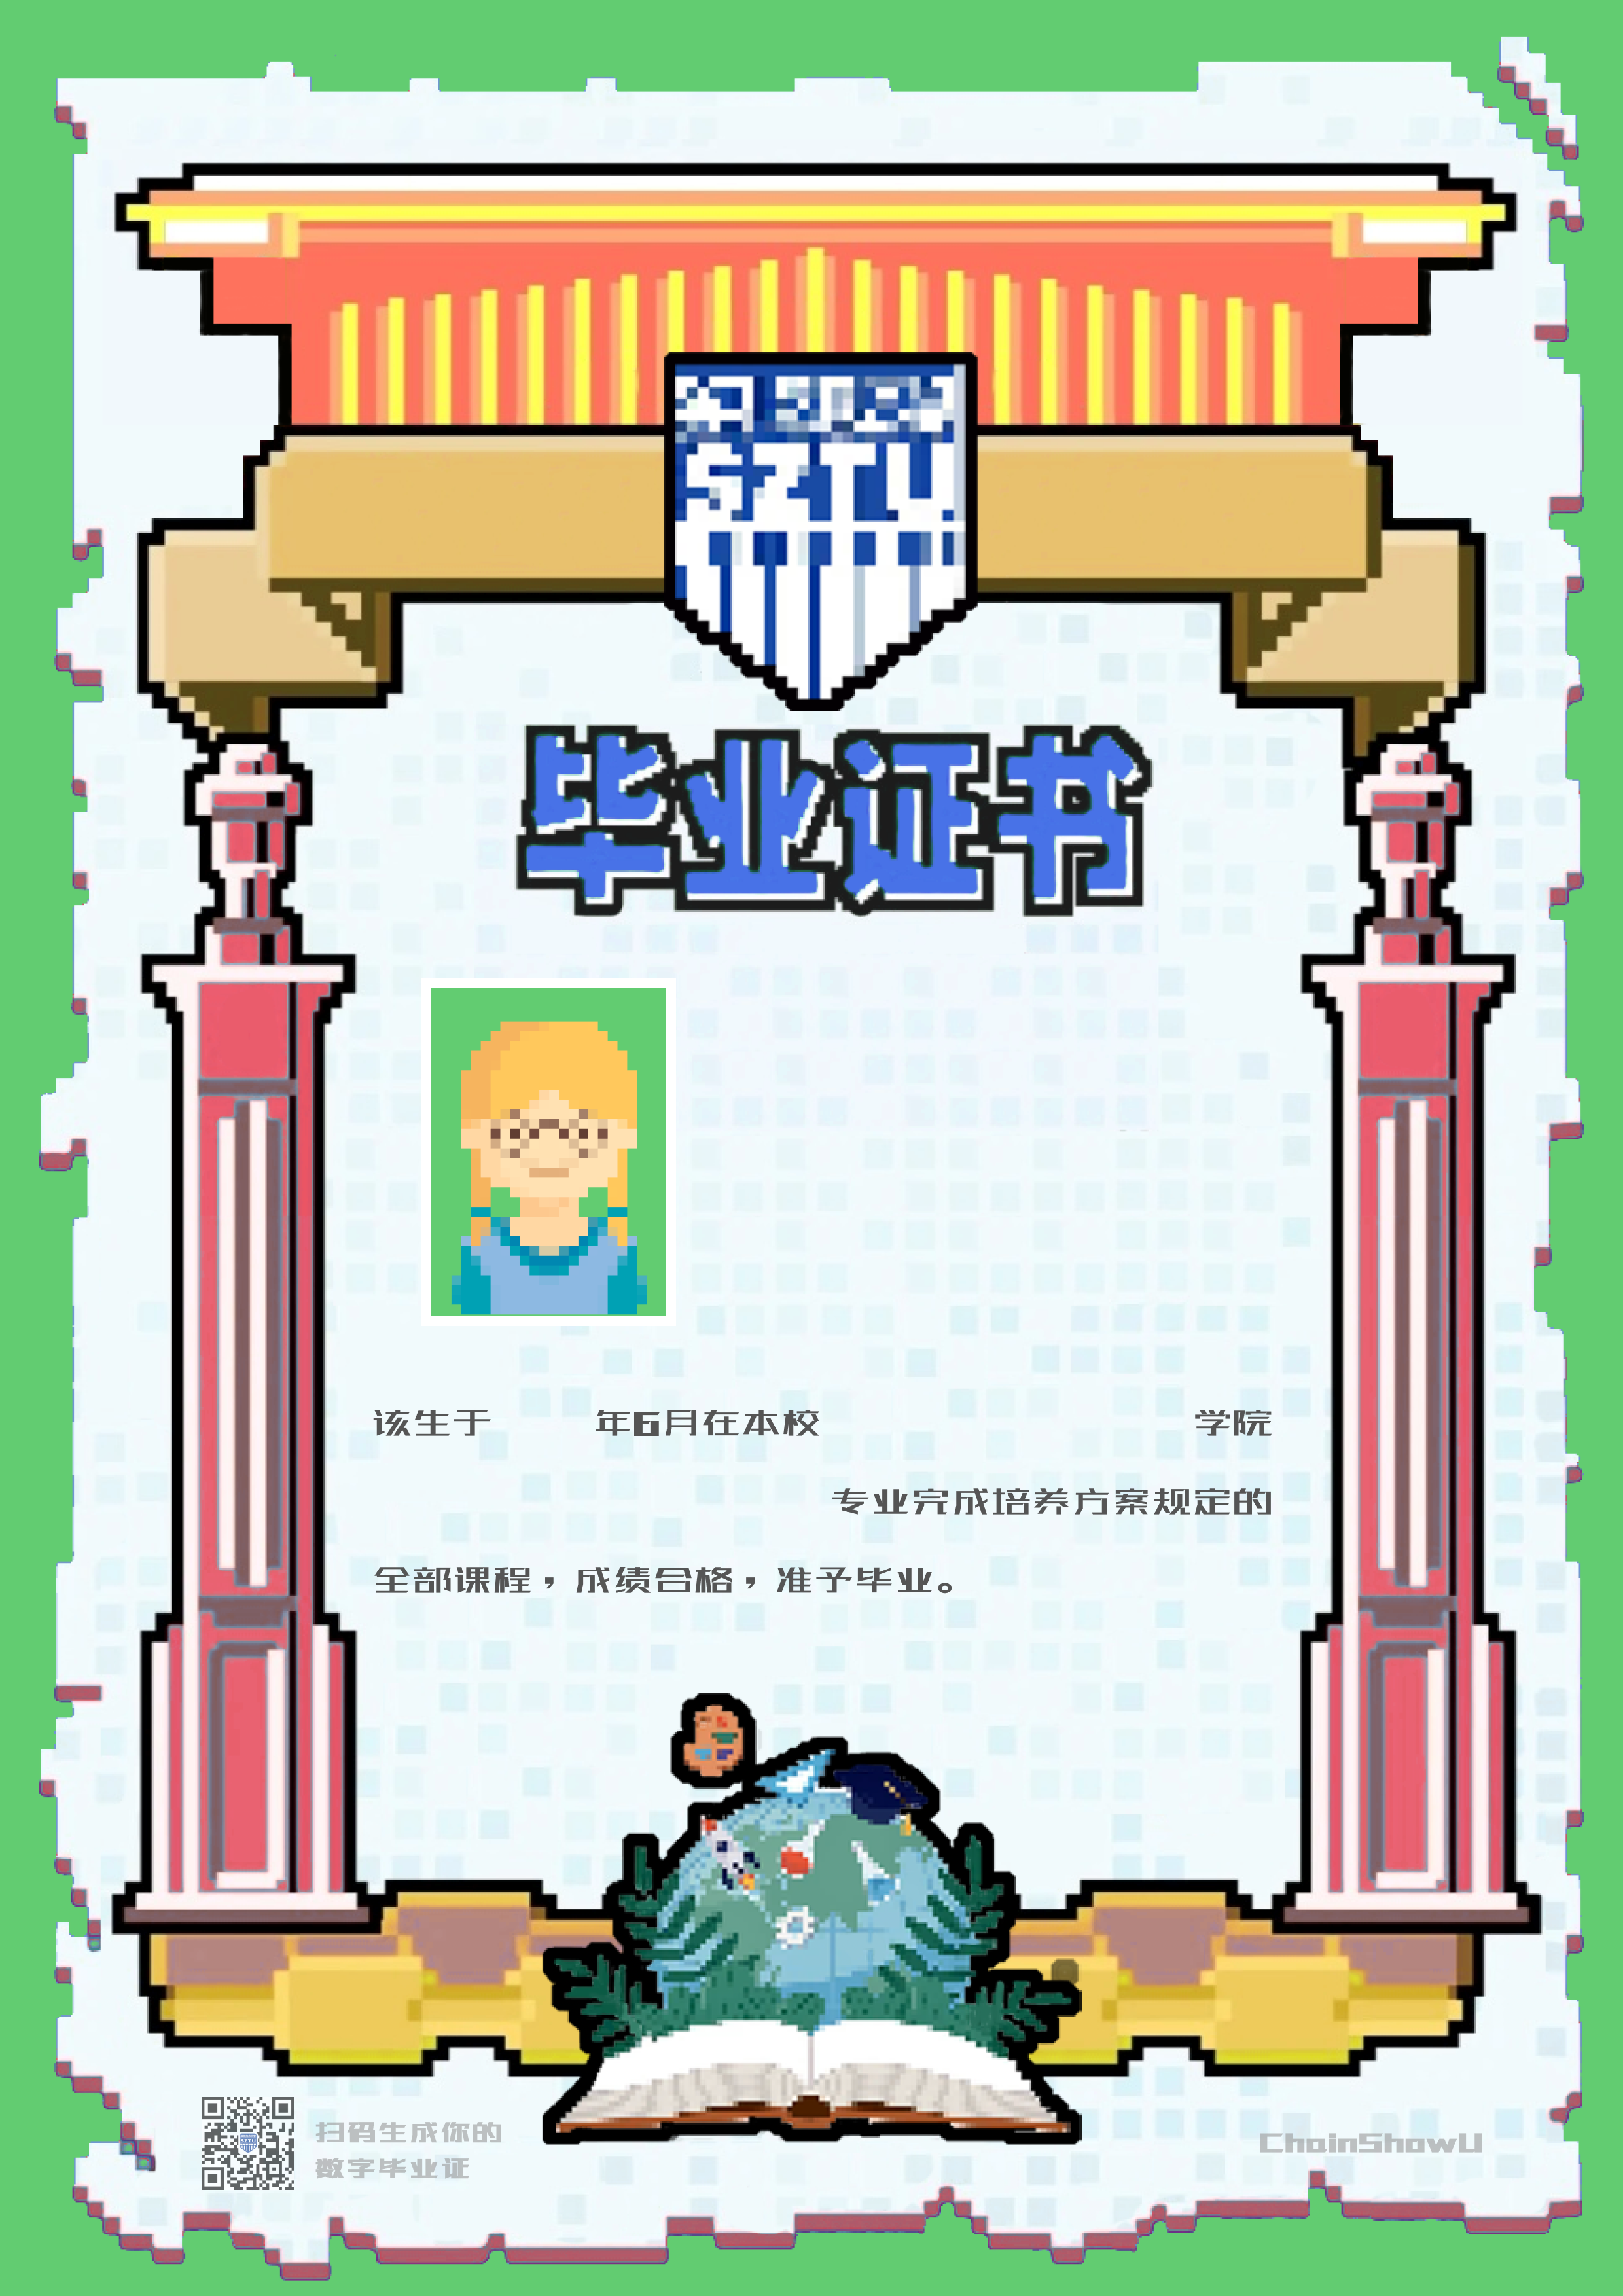 SZTU
毕业证书
该生于 年6月在本校 学院
专业完成培养方案规定的
全部课程，成绩合格，准予毕业。
扫码生成你的
数字毕业证
ChainShowU